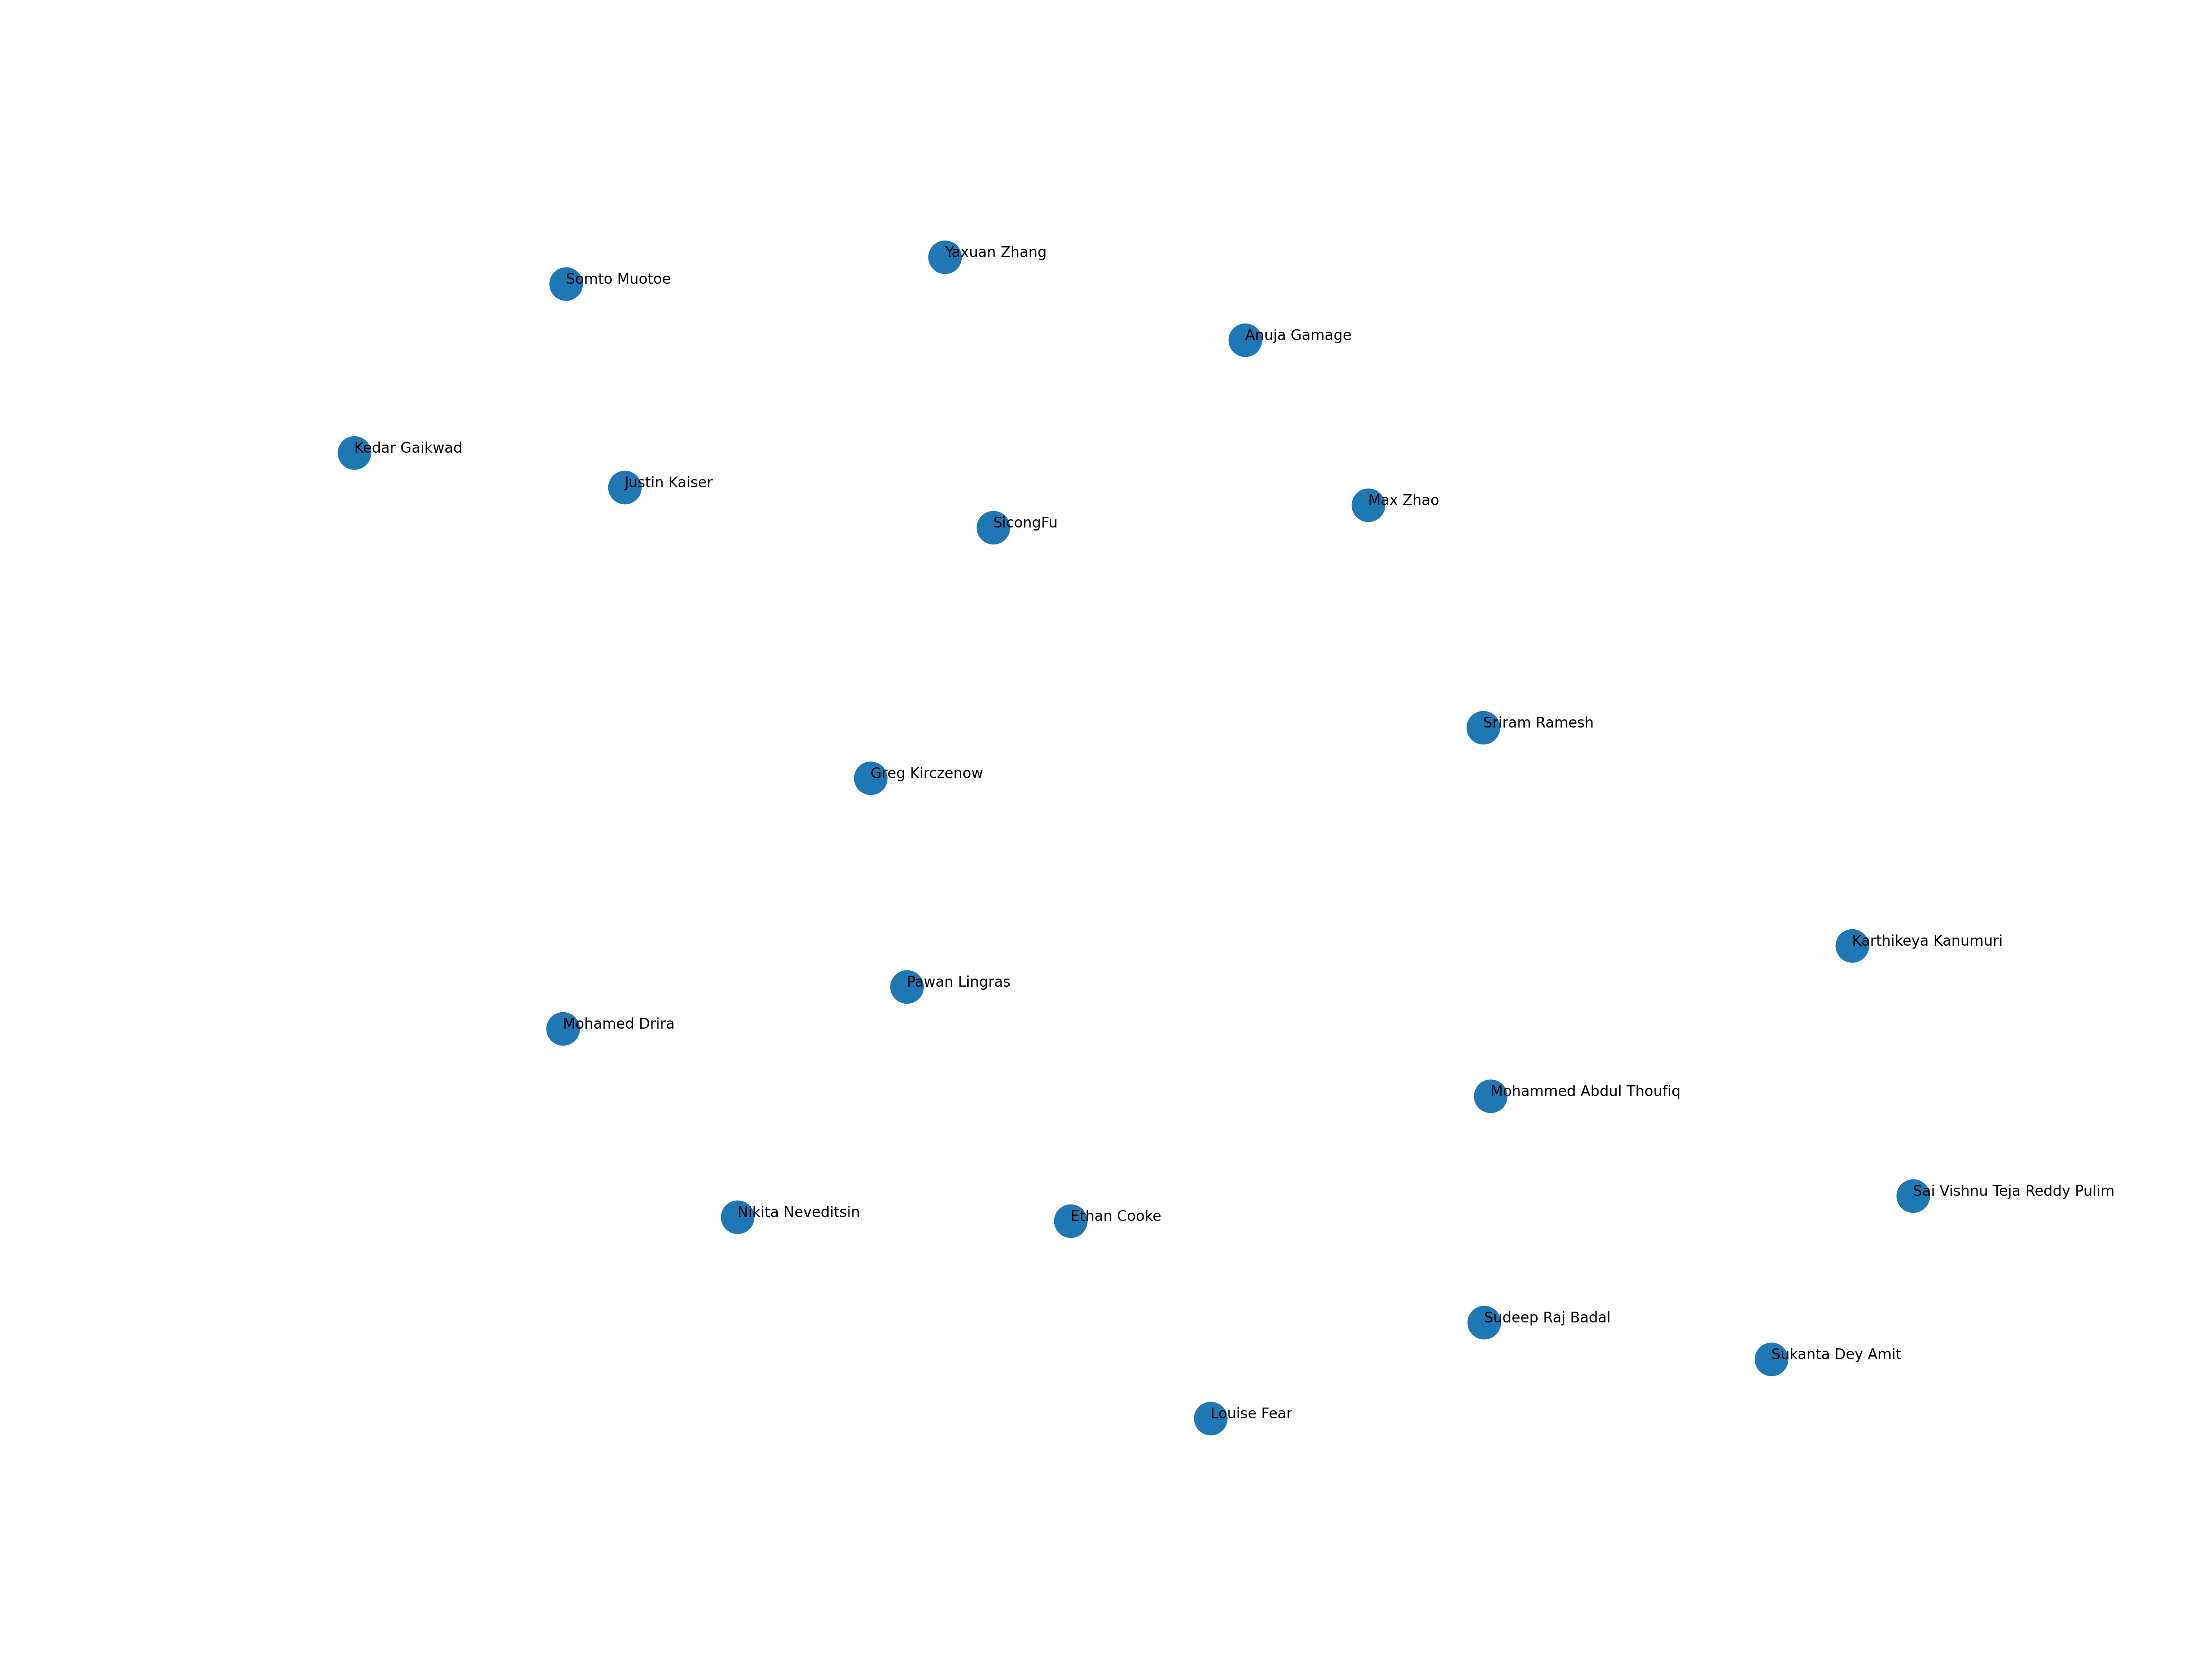 Yaxuan Zhang
Somto Muotoe
Anuja Gamage
Kedar Gaikwad
Justin Kaiser
Max Zhao
SicongFu
Sriram Ramesh
Greg Kirczenow
Karthikeya Kanumuri
Pawan Lingras
Mohamed Drira
Mohammed Abdul Thoufiq
Sai Vishnu Teja Reddy Pulim
Nikita Neveditsin
Ethan Cooke
Sudeep Raj Badal
Sukanta Dey Amit
Louise Fear